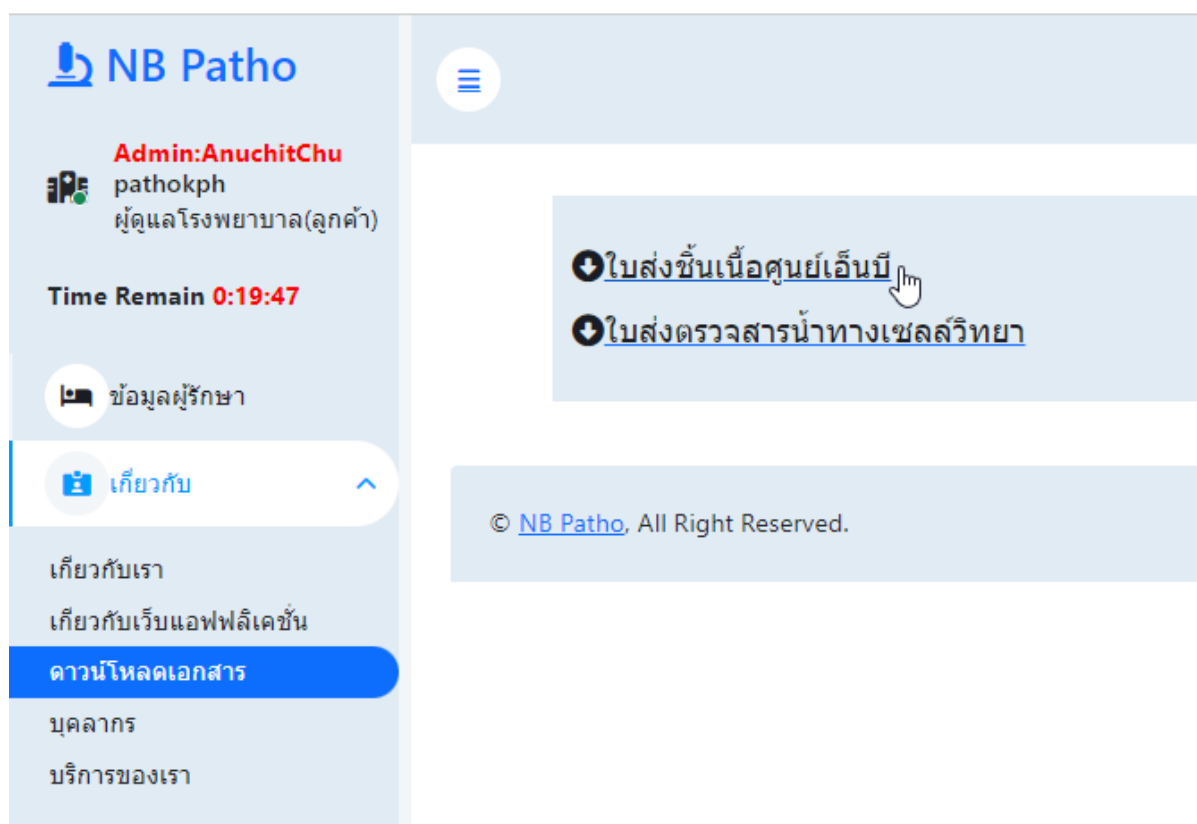 NB Patho
Admin:AnuchitChu
pathokph
ผู้ดูแลโรงพยาบาล(ลูกค้า)
Time Remain 0:19:47
ข้อมูลผู้รักษา
เกี่ยวกับ
เกี่ยวกับเรา
เกี่ยวกับเว็บแอฟฟลิเคชั่น
ดาวน์โหลดเอกสาร
บุคลากร
บริการของเรา
ใบส่งชิ้นเนื้อศูนย์เอ็นบี
ใบส่งตรวจสารน้ำทางเซลล์วิทยา
© NB Patho, All Right Reserved.